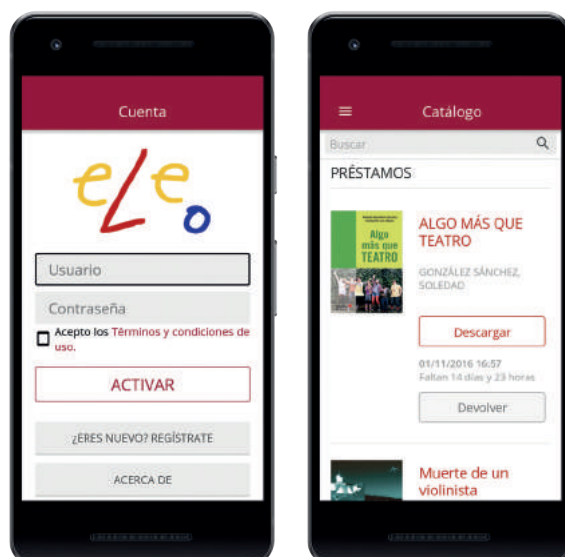 Cuenta
eLeo
Usuario
Contraseña
Acepto los Términos y condiciones de
uso.
ACTIVAR
¿ERES NUEVO? REGÍSTRATE
ACERCA DE
Catálogo
Buscar
PRÉSTAMOS
Algo
más que
TEATRO
ALGO MÁS QUE
TEATRO
GONZÁLEZ SÁNCHEZ,
SOLEDAD
Descargar
01/11/2016 16:57
Faltan 14 días y 23 horas
Devolver
Muerte de un
violinista